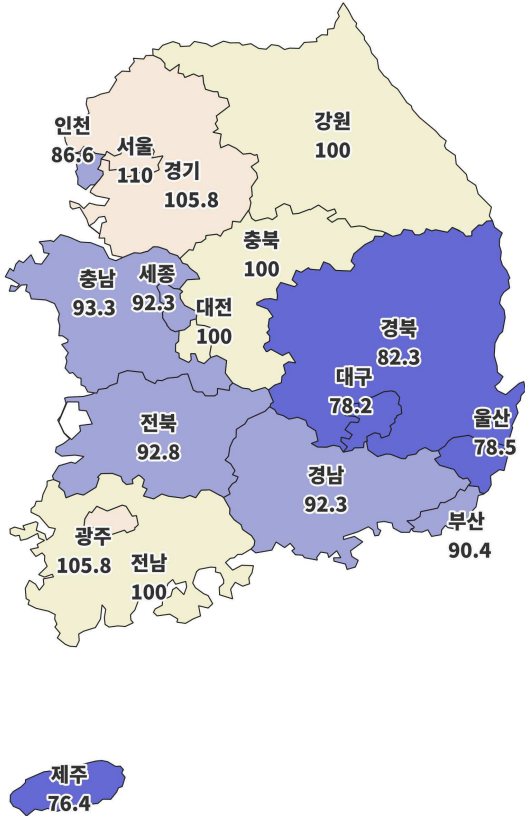 강원
100
인천
86.6
서울
110
경기
105.8
충북
100
충남
93.3
세종
92.3
대전
100
경북
82.3
대구
78.2
울산
78.5
전북
92.8
경남
92.3
부산
90.4
광주
105.8
전남
100
제주
76.4